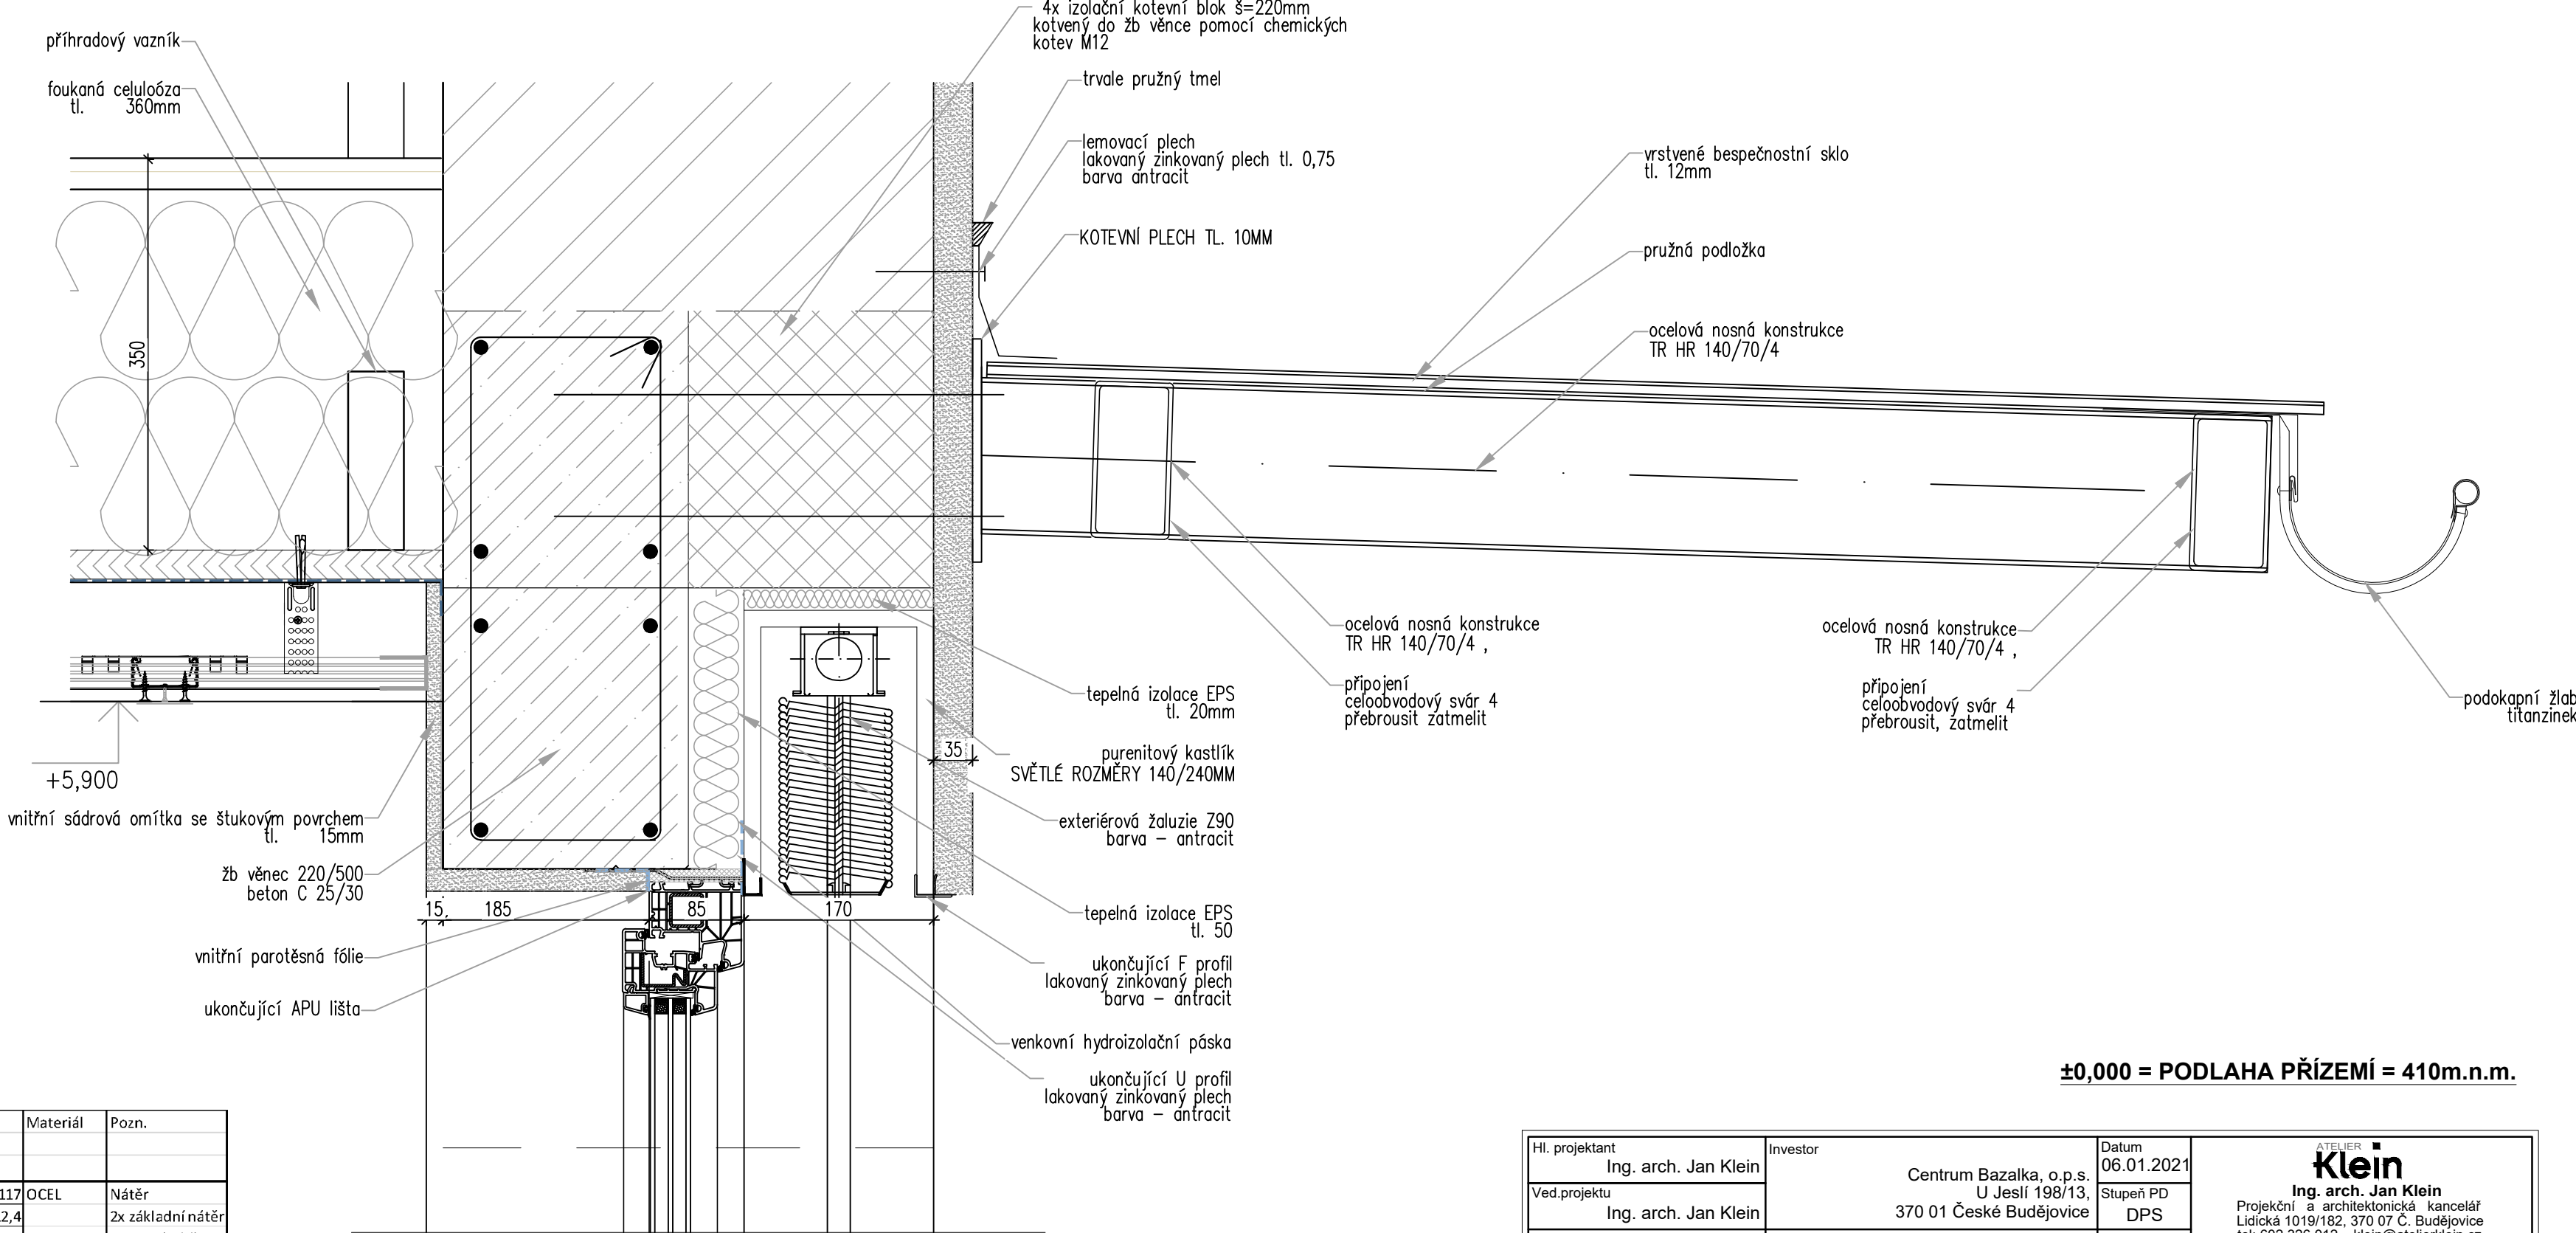 4x izolační kotevní blok š=220mm
kotvený do žb věnce pomocí chemických
kotev M12
příhradový vazník
foukaná celuloóza
tl. 360mm
trvale pružný tmel
lemovací plech
lakovaný zinkovaný plech tl. 0,75
barva antracit
KOTEVNÍ PLECH TL. 10MM
vrstvené bespečnostní sklo
tl. 12mm
pružná podložka
ocelová nosná konstrukce
TR HR 140/70/4
350
ocelová nosná konstrukce
TR HR 140/70/4 ,
připojení
celoobvodový svár 4
přebrousit zatmelit
ocelová nosná konstrukce
TR HR 140/70/4 ,
připojení
celoobvodový svár 4
přebrousit, zatmelit
podokapní žlab
titanzinek
tepelná izolace EPS
tl. 20mm
35
purenitový kastlík
SVĚTLÉ ROZMĚRY 140/240MM
+5,900
exteriérová žaluzie Z90
barva – antracit
vnitřní sádrová omítka se štukovým povrchem
tl. 15mm
žb věnec 220/500
beton C 25/30
15
185
85
170
tepelná izolace EPS
tl. 50
vnitřní parotěsná fólie
ukončující F profil
lakovaný zinkovaný plech
barva – antracit
ukončující APU lišta
venkovní hydroizolační páska
ukončující U profil
lakovaný zinkovaný plech
barva – antracit
±0,000 = PODLAHA PŘÍZEMÍ = 410m.n.m.
Materiál Pozn.
117 OCEL Nátěr
2,4 2x základní nátěr
Hl. projektant
Ing. arch. Jan Klein
Ved.projektu
Ing. arch. Jan Klein
Investor
Centrum Bazalka, o.p.s.
U Jeslí 198/13,
370 01 České Budějovice
Datum
06.01.2021
Stupeň PD
DPS
ATELIER
Klein
Ing. arch. Jan Klein
Projekční a architektonická kancelář
Lidická 1019/182, 370 07 Č. Budějovice